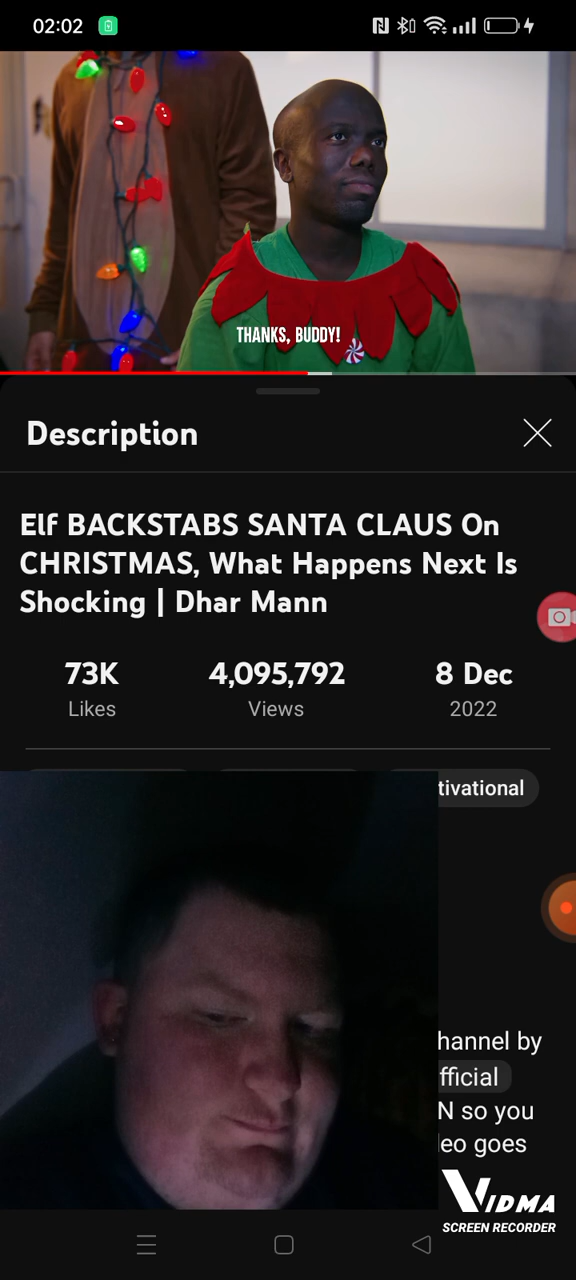 02:02
THANKS, BUDDY!
Description
Elf BACKSTABS SANTA CLAUS On
CHRISTMAS, What Happens Next Is
Shocking | Dhar Mann
73K 4,095,792 8 Dec
Likes Views 2022
tivational
hannel by
fficial
N so you
eo goes
VIDMA
SCREEN RECORDER